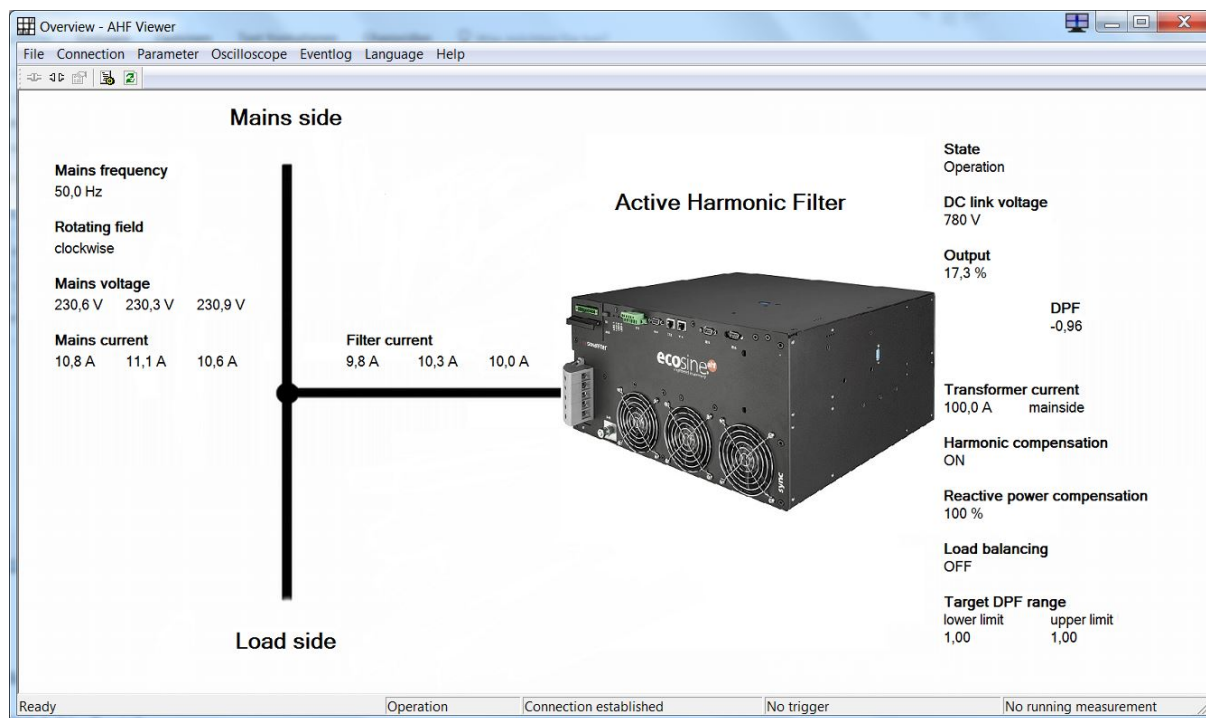 Overview - AHF Viewer
File Connection Parameter Oscilloscope Eventlog Language Help
Mains side
Mains frequency
50,0 Hz
Rotating field
clockwise
Mains voltage
230,6 V 230,3 V 230,9 V
Mains current
10,8 A 11,1 A 10,6 A
Filter current
9,8 A 10,3 A 10,0 A
Load side
Active Harmonic Filter
ecosine
sync
State
Operation
DC link voltage
780 V
Output
17,3 %
DPF
-0,96
Transformer current
100,0 A mainside
Harmonic compensation
ON
Reactive power compensation
100 %
Load balancing
OFF
Target DPF range
lower limit upper limit
1,00 1,00
Ready Operation Connection established No trigger No running measurement